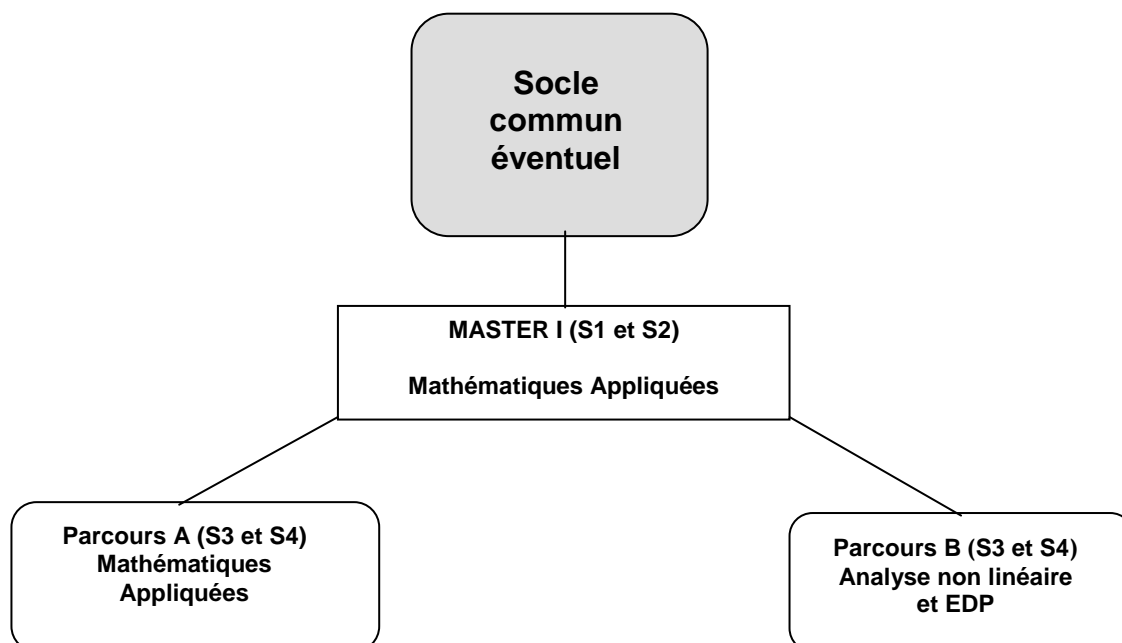 Socle
commun
éventuel
MASTER I (S1 et S2)
Mathématiques Appliquées
Parcours A (S3 et S4)
Mathématiques
Appliquées
Parcours B (S3 et S4)
Analyse non linéaire
et EDP